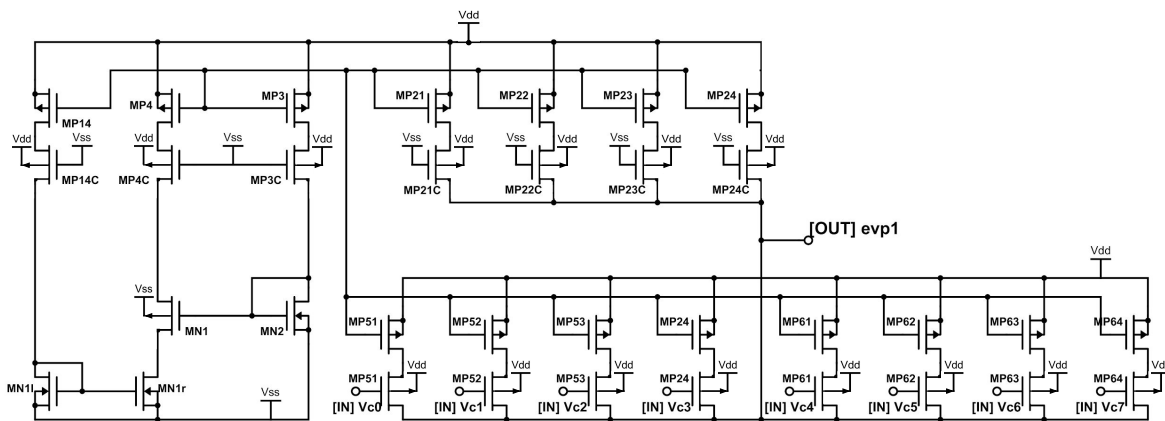 Vdd
MP14
MP4
MP3
MP21
MP22
MP23
MP24
Vdd
Vss
Vdd
Vss
Vdd
Vss
Vdd
Vss
Vdd
Vss
Vdd
Vss
Vdd
MP14C
MP4C
MP3C
MP21C
MP22C
MP23C
MP24C
[OUT] evp1
Vdd
Vss
MN1
MN2
MP51
MP52
MP53
MP24
MP61
MP62
MP63
MP64
Vdd
Vdd
Vdd
Vdd
Vdd
Vdd
Vdd
Vdd
MN1l
MN1r
Vss
MP51
MP52
MP53
MP24
MP61
MP62
MP63
MP64
[IN] Vc0
[IN] Vc1
[IN] Vc2
[IN] Vc3
[IN] Vc4
[IN] Vc5
[IN] Vc6
[IN] Vc7